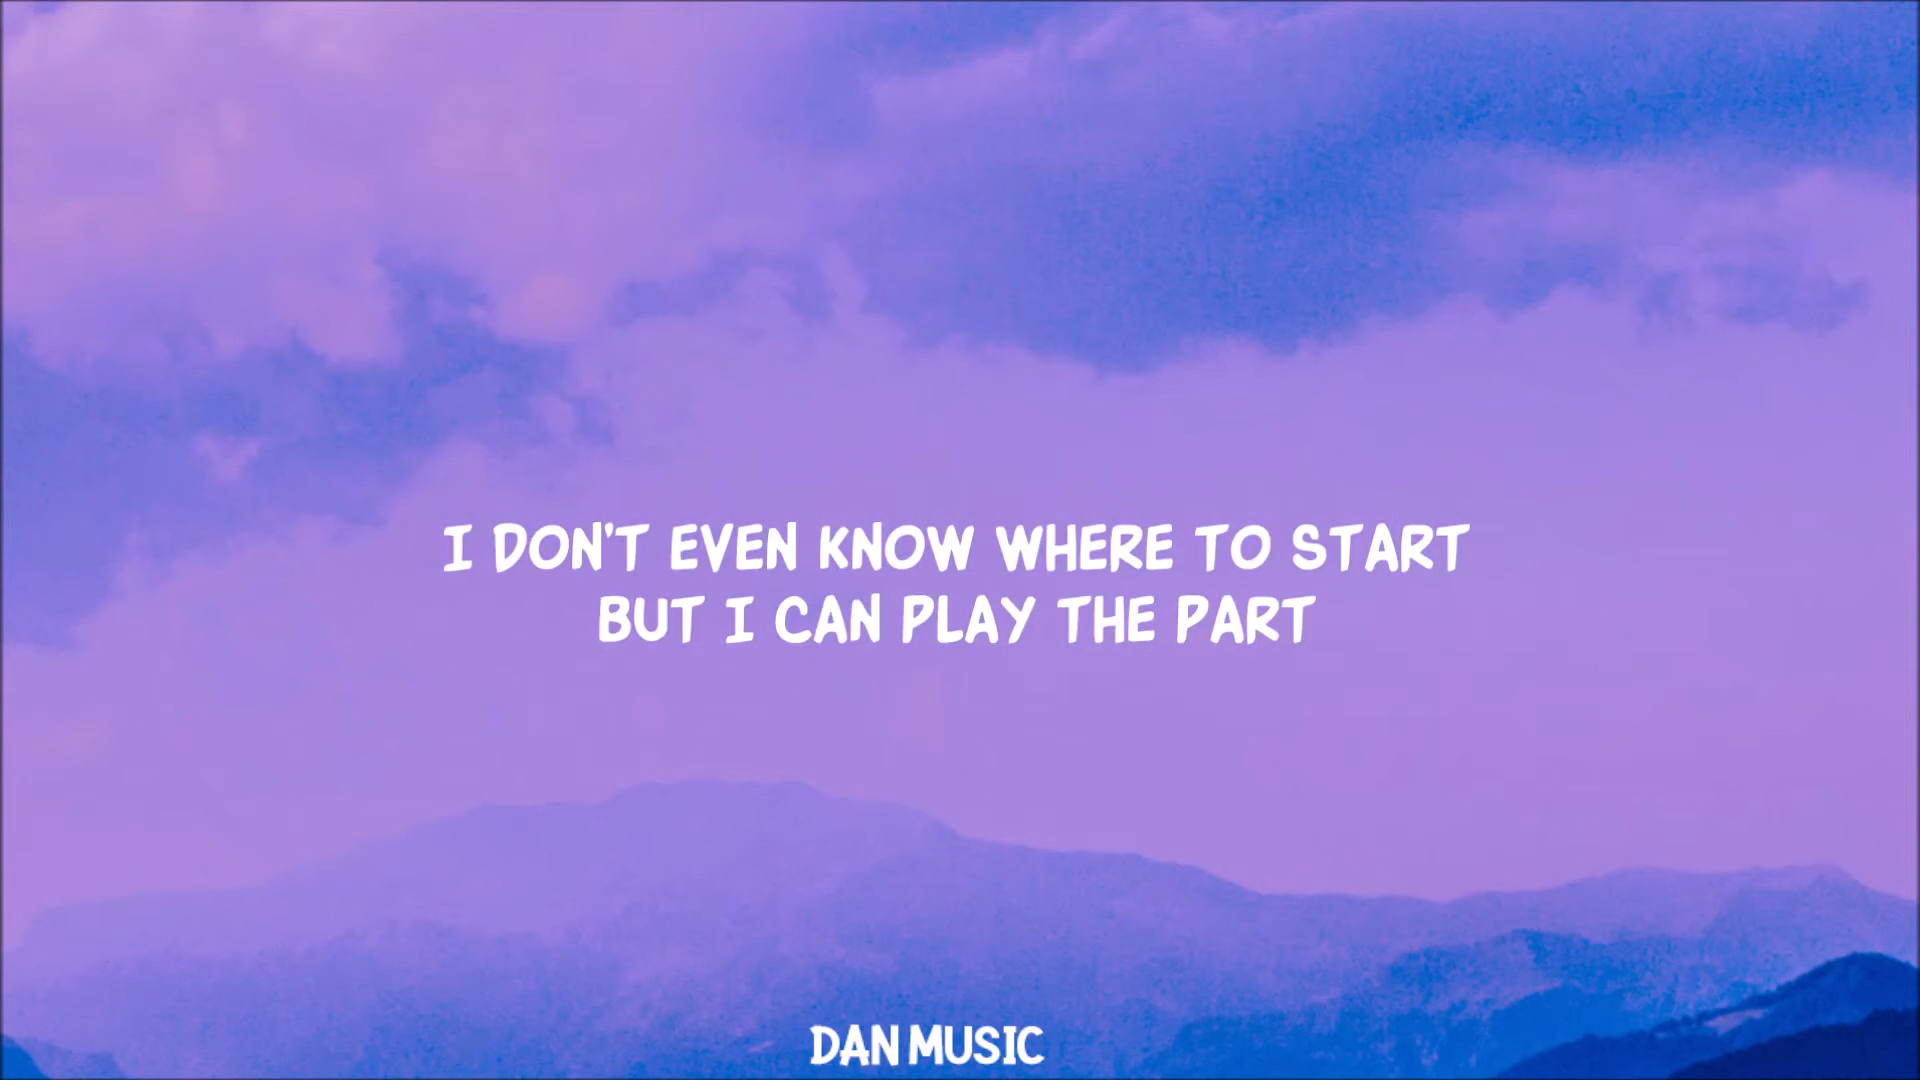 I DON'T EVEN KNOW WHERE TO START
BUT I CAN PLAY THE PART
DAN MUSIC